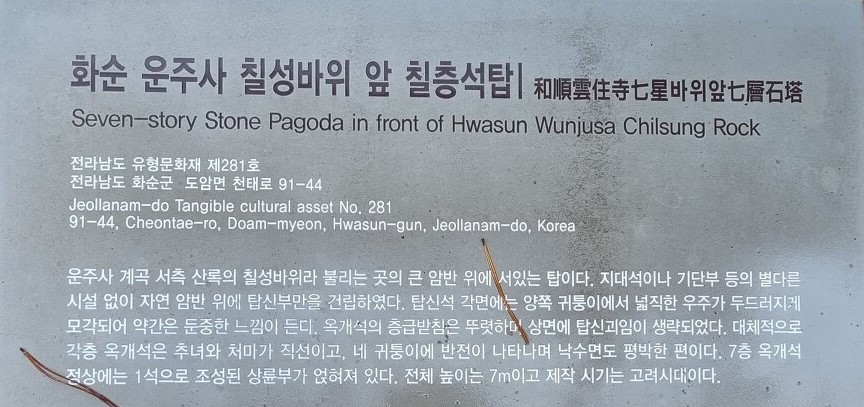 화순 운주사 칠성바위 앞 칠층석탑| 和順雲住寺七星바위앞七層石塔
Seven-story Stone Pagoda in front of Hwasun Wunjusa Chilsung Rock
전라남도 유형문화재 제281호
전라남도 화순군 도암면 천태로 91-44
Jeollanam-do Tangible cultural asset No, 281
91-44, Cheontae-ro, Doam-myeon, Hwasun-gun, Jeollanam-do, Korea
운주사 계곡 서측 산록의 칠성바위라 불리는 곳의 큰 암반 위에 서있는 탑이다. 지대석이나 기단부 등의 별다른
시설 없이 자연 암반 위에 탑신부만을 건립하였다. 탑신석 각면에는 양쪽 귀퉁이에서 넓직한 우주가 두드러지게
모각되어 약간은 둔중한 느낌이 든다. 옥개석의 층급받침은 뚜렷하며 상면에 탑신괴임이 생략되었다. 대체적으로
각층 옥개석은 추녀와 처마가 직선이고, 네 귀퉁이에 반전이 나타나며 낙수면도 평박한 편이다. 7층 옥개석
정상에는 1석으로 조성된 상륜부가 얹혀져 있다. 전체 높이는 7m이고 제작 시기는 고려시대이다.